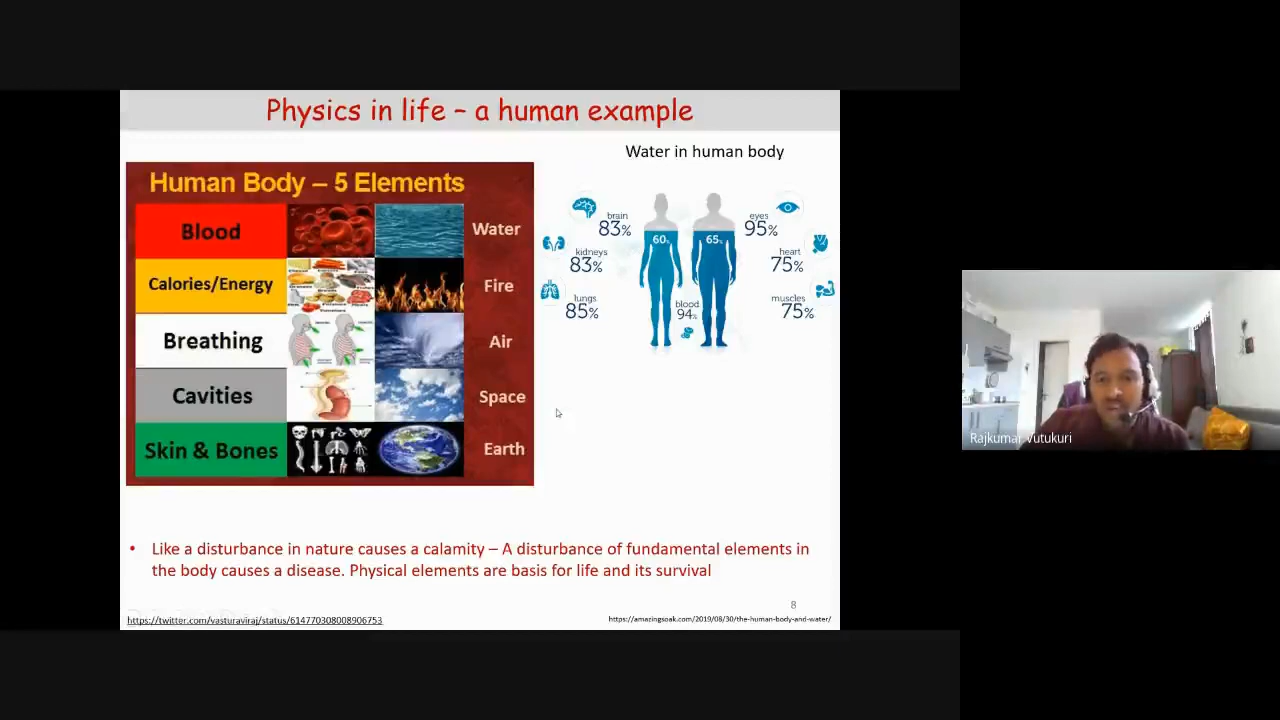 Physics in life – a human example
Human Body – 5 Elements
Blood
Water
Calories/Energy
Fire
Breathing
Air
Cavities
Space
Skin & Bones
Earth
Water in human body
brain
83%
kidneys
83%
lungs
85%
60%
65%
blood
94%
eyes
95%
heart
75%
muscles
75%
• Like a disturbance in nature causes a calamity – A disturbance of fundamental elements in
the body causes a disease. Physical elements are basis for life and its survival
8
https://twitter.com/vasturaviraj/status/614770308008906753
https://amazingsoak.com/2019/08/30/the-human-body-and-water/
Rajkumar Vutukuri